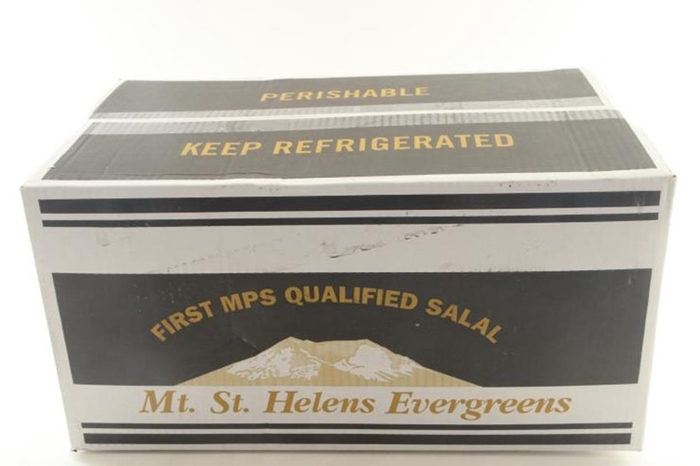 PERISHABLE
KEEP REFRIGERATED
FIRST MPS QUALIFIED SALAL
Mt. St. Helens Evergreens